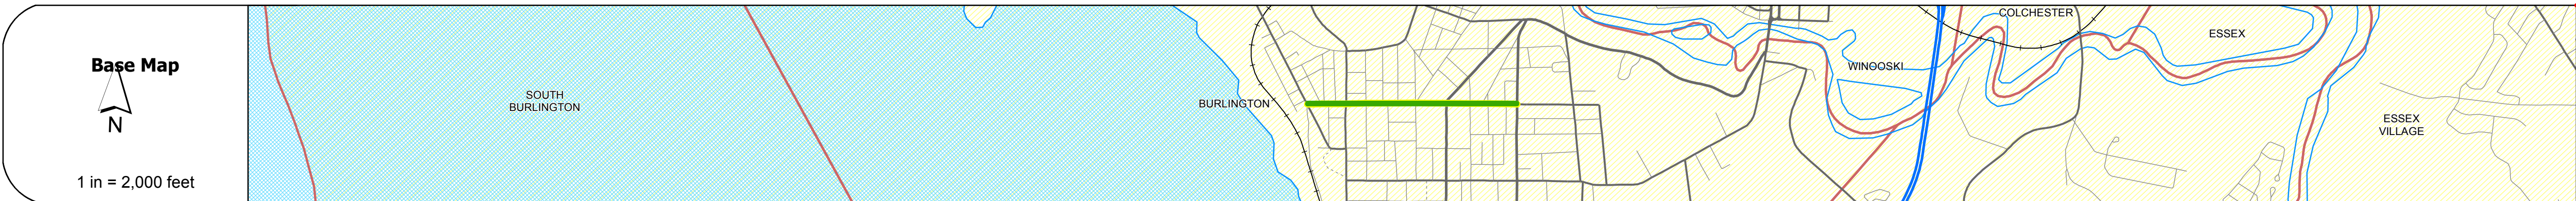 Base Map
N
1 in = 2,000 feet
SOUTH
BURLINGTON
BURLINGTON
WINOOSKI
COLCHESTER
ESSEX
ESSEX
VILLAGE